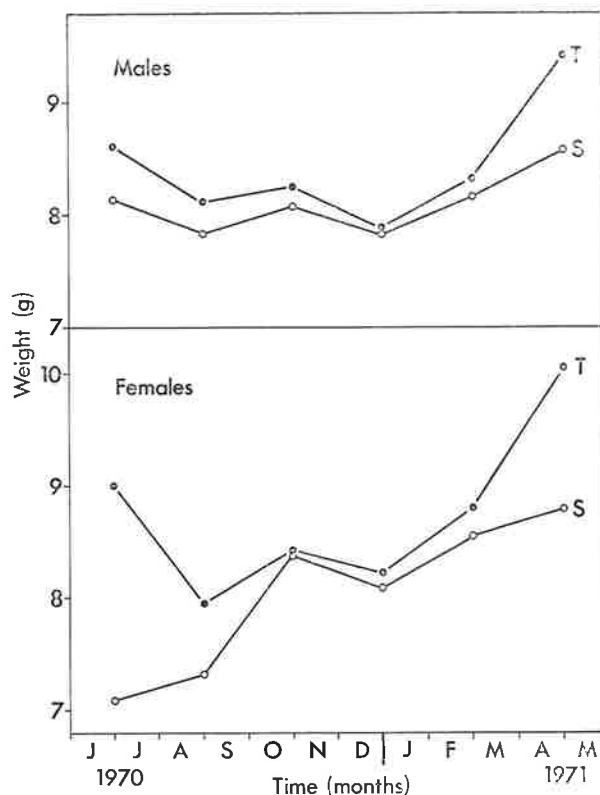 Males
T
S
9
8
7
Weight (g)
10
Females
T
S
9
8
7
J J A S O N D J F M A M
1970 Time (months) 1971